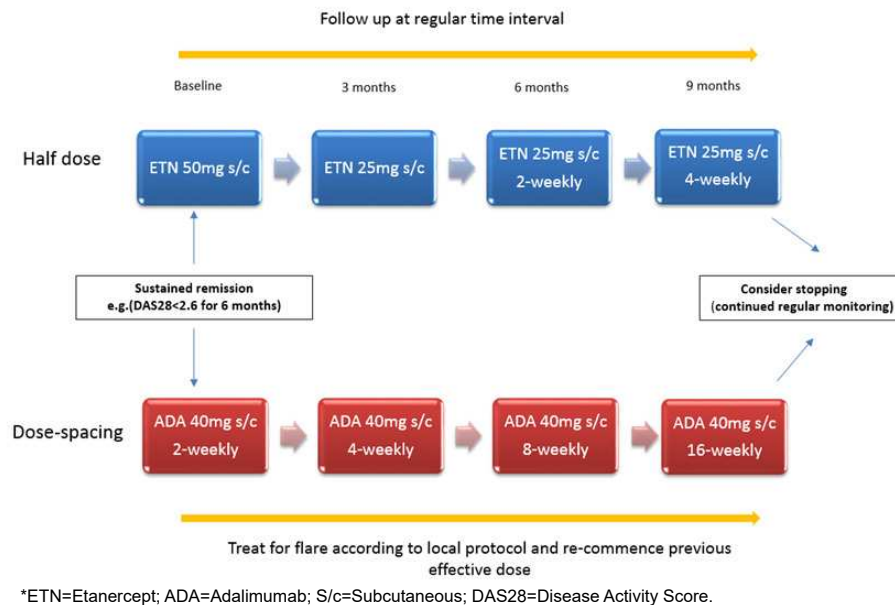 Follow up at regular time interval
Baseline
3 months
6 months
9 months
Half dose
ETN 50mg s/c
ETN 25mg s/c
ETN 25mg s/c
2-weekly
ETN 25mg s/c
4-weekly
Sustained remission
e.g.(DAS28<2.6 for 6 months)
Consider stopping
(continued regular monitoring)
Dose-spacing
ADA 40mg s/c
2-weekly
ADA 40mg s/c
4-weekly
ADA 40mg s/c
8-weekly
ADA 40mg s/c
16-weekly
Treat for flare according to local protocol and re-commence previous
effective dose
*ETN=Etanercept; ADA=Adalimumab; S/c=Subcutaneous; DAS28=Disease Activity Score.